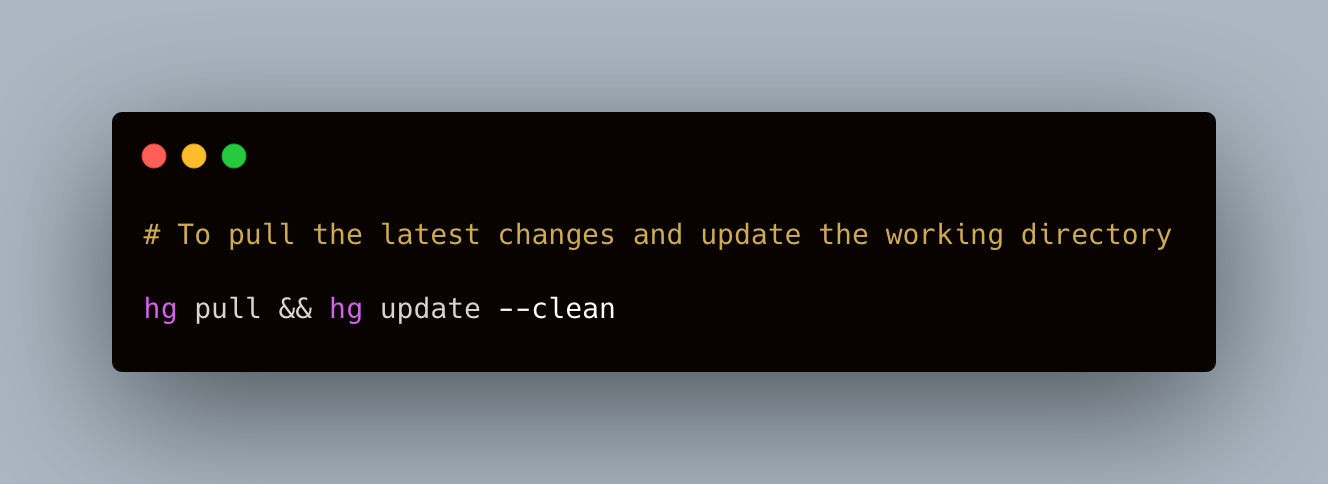 # To pull the latest changes and update the working directory
hg pull && hg update --clean